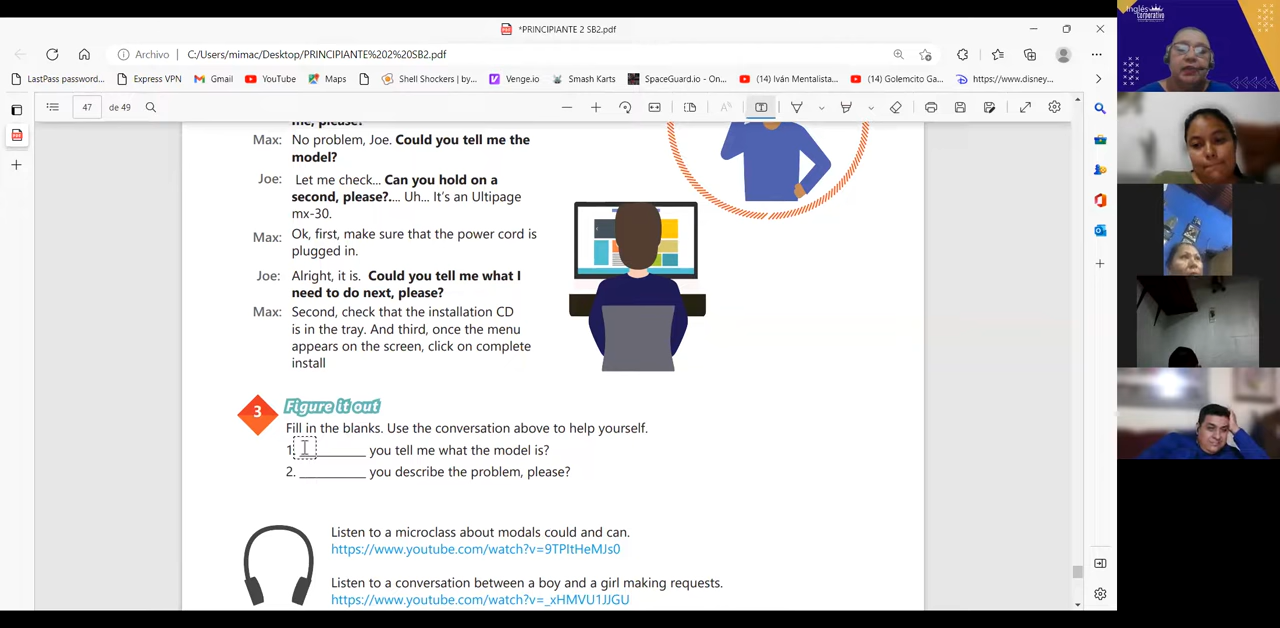 *PRINCIPIANTE 2 SB2.pdf
Archivo
C:/Users/mimac/Desktop/PRINCIPIANTE%202%20SB2.pdf
LastPass password...
Express VPN
Gmail
YouTube
Maps
Shell Shockers | by...
Venge.io
Smash Karts
SpaceGuard.io - On...
(14) Iván Mentalista...
(14) Golemcito Ga...
https://www.disney...
47 de 49
me, please?
Max: No problem, Joe. Could you tell me the
model?
Joe: Let me check... Can you hold on a
second, please?.... Uh... It's an Ultipage
mx-30.
Max: Ok, first, make sure that the power cord is
plugged in.
Joe: Alright, it is. Could you tell me what I
need to do next, please?
Max: Second, check that the installation CD
is in the tray. And third, once the menu
appears on the screen, click on complete
install
3 Figure it out
Fill in the blanks. Use the conversation above to help yourself.
1. __________ you tell me what the model is?
2. __________ you describe the problem, please?
Listen to a microclass about modals could and can.
https://www.youtube.com/watch?v=9TPItHeMJs0
Listen to a conversation between a boy and a girl making requests.
https://www.youtube.com/watch?v=_xHMVU1JJGU
Inglés
Corporativo